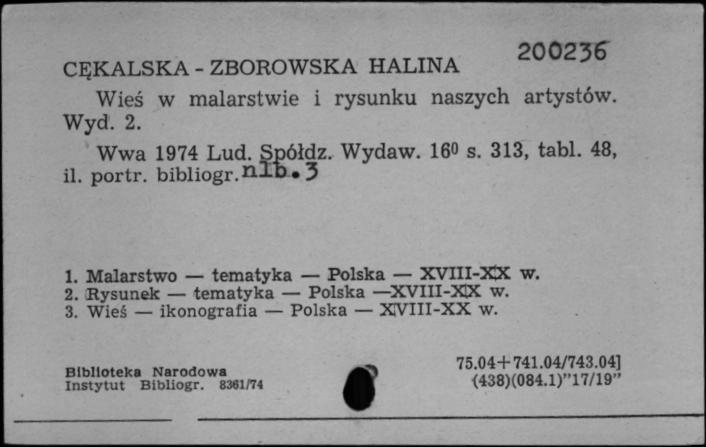 200236
CĘKALSKA - ZBOROWSKA HALINA
Wieś w malarstwie i rysunku naszych artystów.
Wyd. 2.
Wwa 1974 Lud. Spółdz. Wydaw. 16⁰ s. 313, tabl. 48,
il. portr. bibliogr. nlb. 3
1. Malarstwo — tematyka — Polska — XVIII-XX w.
2. Rysunek — tematyka — Polska —XVIII-XX w.
3. Wieś — ikonografia — Polska — XVIII-XX w.
Biblioteka Narodowa
Instytut Bibliogr. 8361/74
75.04+741.04/743.04]
(438)(084.1)”17/19”